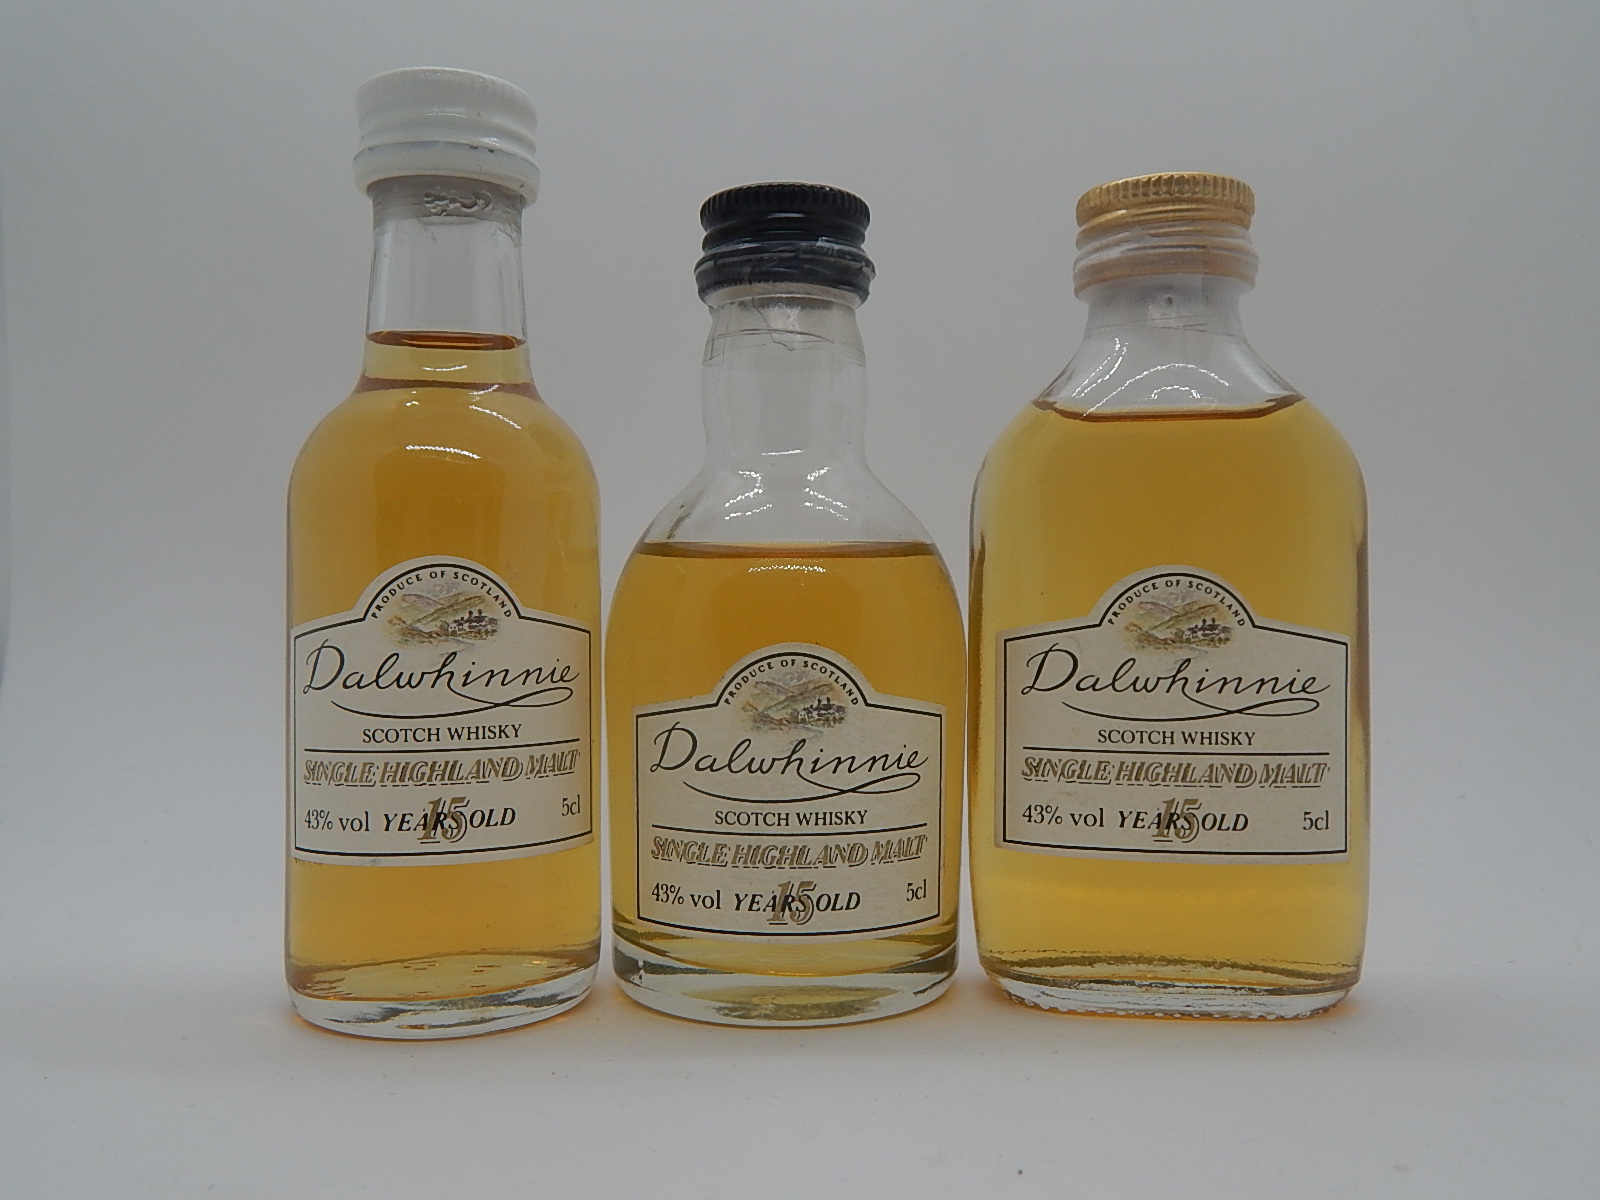 PRODUCE OF SCOTLAND
Dalwhinnie
SCOTCH WHISKY
SINGLE HIGHLAND MALT
43% vol YEARS 15 OLD 5cl
PRODUCE OF SCOTLAND
Dalwhinnie
SCOTCH WHISKY
SINGLE HIGHLAND MALT
43% vol YEARS 15 OLD 5cl
PRODUCE OF SCOTLAND
Dalwhinnie
SCOTCH WHISKY
SINGLE HIGHLAND MALT
43% vol YEARS 15 OLD 5cl